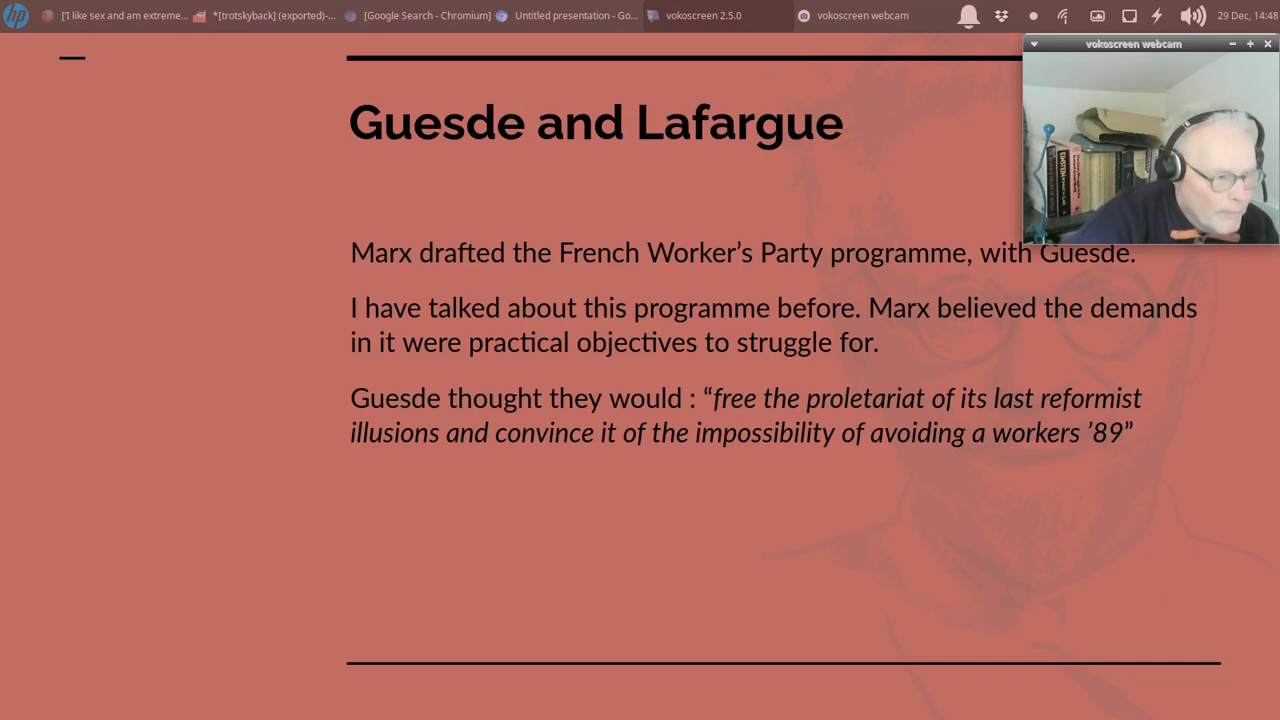 ['I like sex and am extreme...
*[trotskyback] (exported)-...
[Google Search - Chromium]
Untitled presentation - Go...
vokoscreen 2.5.0
vokoscreen webcam
29 Dec, 14:48
vokoscreen webcam
Guesde and Lafargue
Marx drafted the French Worker’s Party programme, with Guesde.
I have talked about this programme before. Marx believed the demands
in it were practical objectives to struggle for.
Guesde thought they would : “free the proletariat of its last reformist
illusions and convince it of the impossibility of avoiding a workers ’89”
hp
EINSTEIN